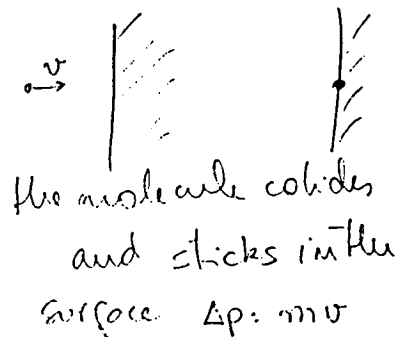 v
the molecule collides
and sticks in the
surface Δp: mv